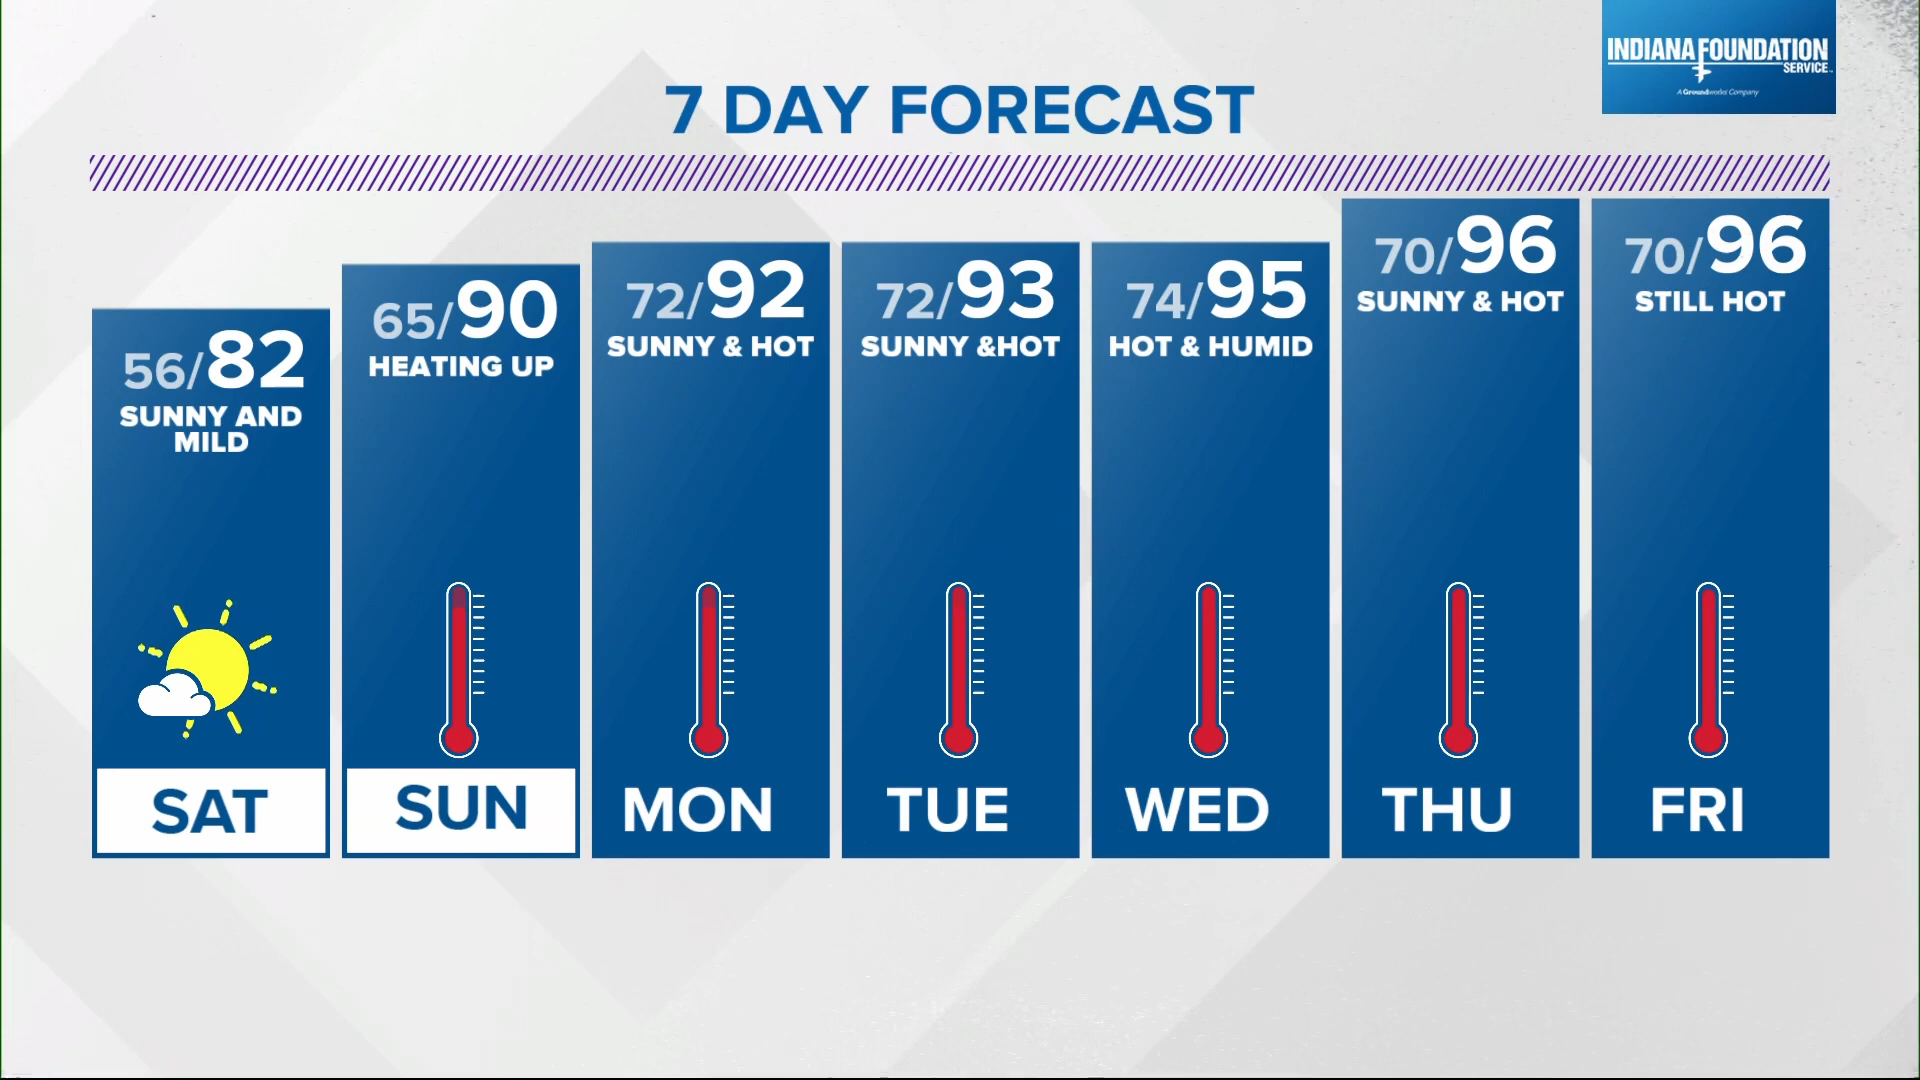 INDIANA FOUNDATION
SERVICE
A Groundworks Company
7 DAY FORECAST
56/82
SUNNY AND
MILD
SAT
65/90
HEATING UP
SUN
72/92
SUNNY & HOT
MON
72/93
SUNNY &HOT
TUE
74/95
HOT & HUMID
WED
70/96
SUNNY & HOT
THU
70/96
STILL HOT
FRI